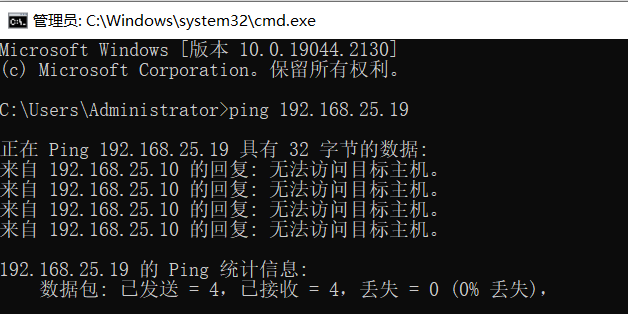 管理员: C:\Windows\system32\cmd.exe
Microsoft Windows [版本 10.0.19044.2130]
(c) Microsoft Corporation。保留所有权利。
C:\Users\Administrator>ping 192.168.25.19
正在 Ping 192.168.25.19 具有 32 字节的数据:
来自 192.168.25.10 的回复: 无法访问目标主机。
来自 192.168.25.10 的回复: 无法访问目标主机。
来自 192.168.25.10 的回复: 无法访问目标主机。
来自 192.168.25.10 的回复: 无法访问目标主机。
192.168.25.19 的 Ping 统计信息:
数据包: 已发送 = 4，已接收 = 4，丢失 = 0 (0% 丢失)，